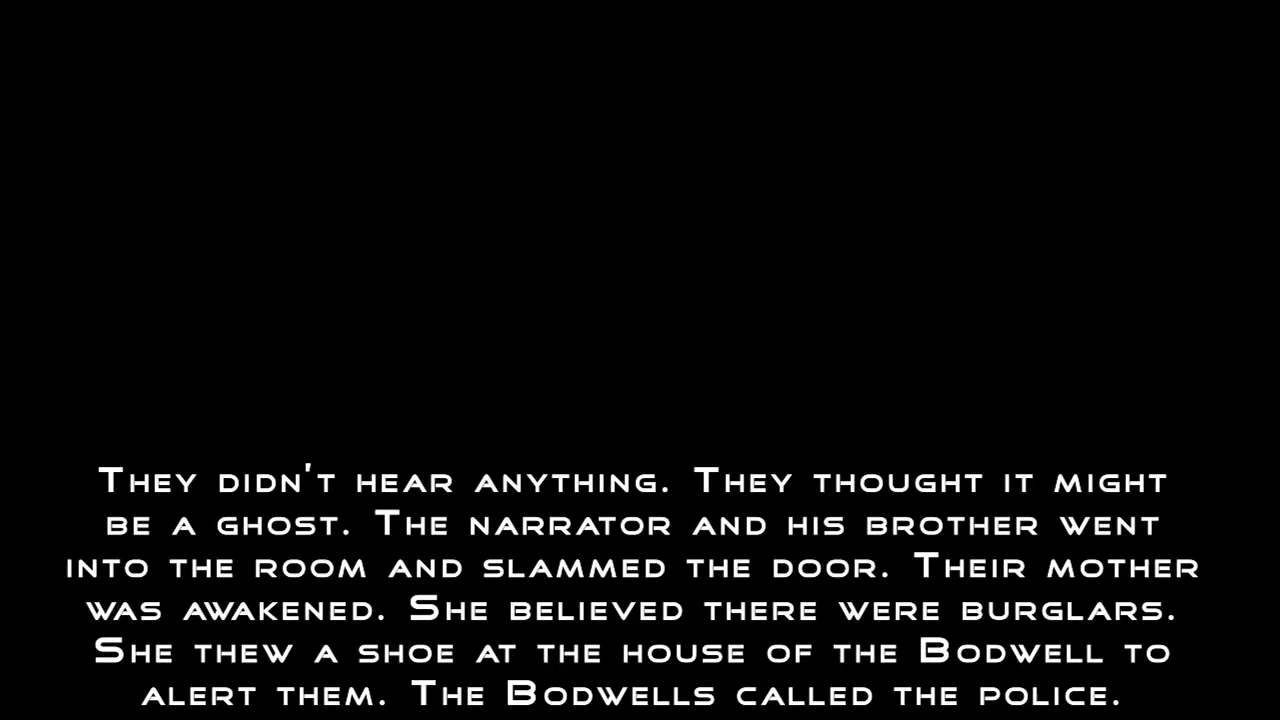 They didn't hear anything. They thought it might
be a ghost. The narrator and his brother went
into the room and slammed the door. Their mother
was awakened. She believed there were burglars.
She thew a shoe at the house of the Bodwell to
alert them. The Bodwells called the police.